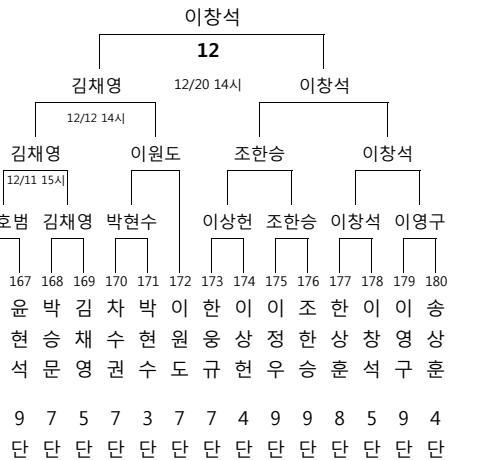 이창석
12
김채영 12/20 14시 이창석
12/12 14시
김채영 이원도 조한승 이창석
12/11 15시
호범 김채영 박현수 이상헌 조한승 이창석 이영구
167 168 169 170 171 172 173 174 175 176 177 178 179 180
윤 박 김 차 박 이 한 이 이 조 한 이 이 송
현 승 채 수 현 원 웅 상 정 한 상 창 영 상
석 문 영 권 수 도 규 헌 우 승 훈 석 구 훈
9 7 5 7 3 7 7 4 9 9 8 5 9 4
단 단 단 단 단 단 단 단 단 단 단 단 단 단